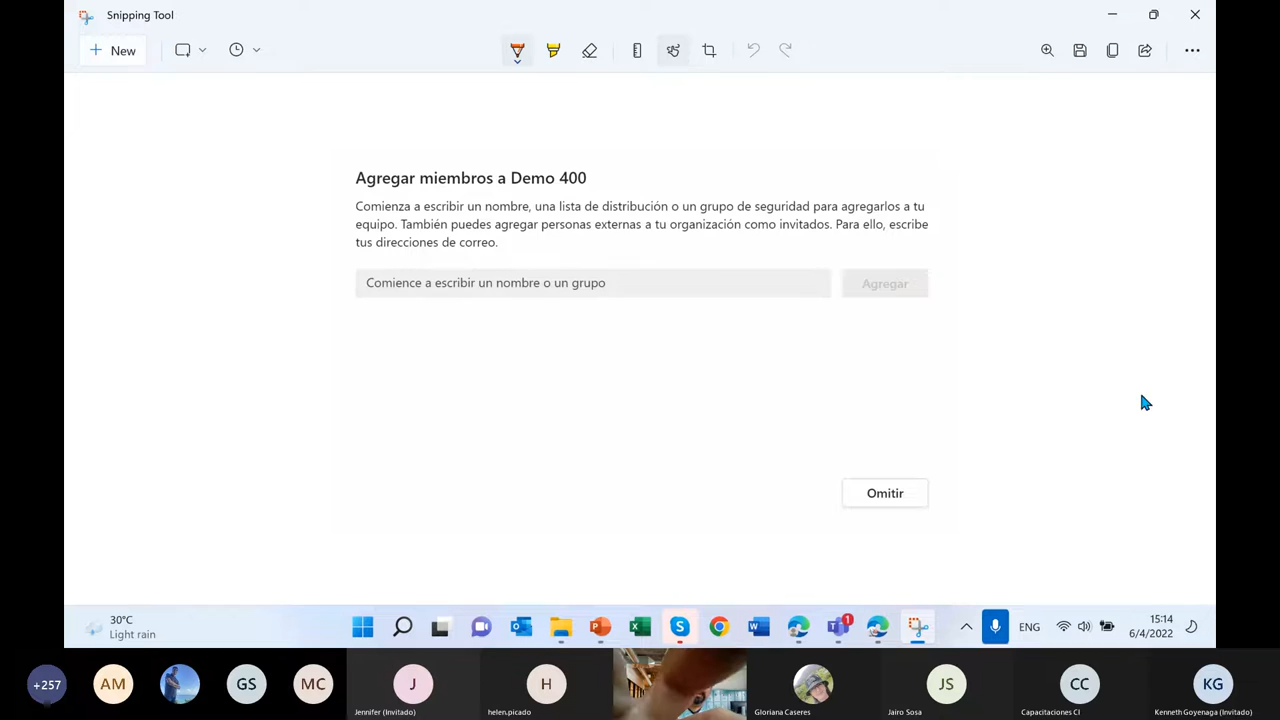 Snipping Tool
New
Agregar miembros a Demo 400
Comienza a escribir un nombre, una lista de distribución o un grupo de seguridad para agregarlos a tu
equipo. También puedes agregar personas externas a tu organización como invitados. Para ello, escribe
tus direcciones de correo.
Comience a escribir un nombre o un grupo
Agregar
Omitir
30°C
Light rain
1
ENG
15:14
6/4/2022
+257
AM
GS
MC
J
Jennifer (Invitado)
H
helen.picado
Gloriana Caseres
JS
Jairo Sosa
CC
Capacitaciones CI
KG
Kenneth Goyenaga (Invitado)